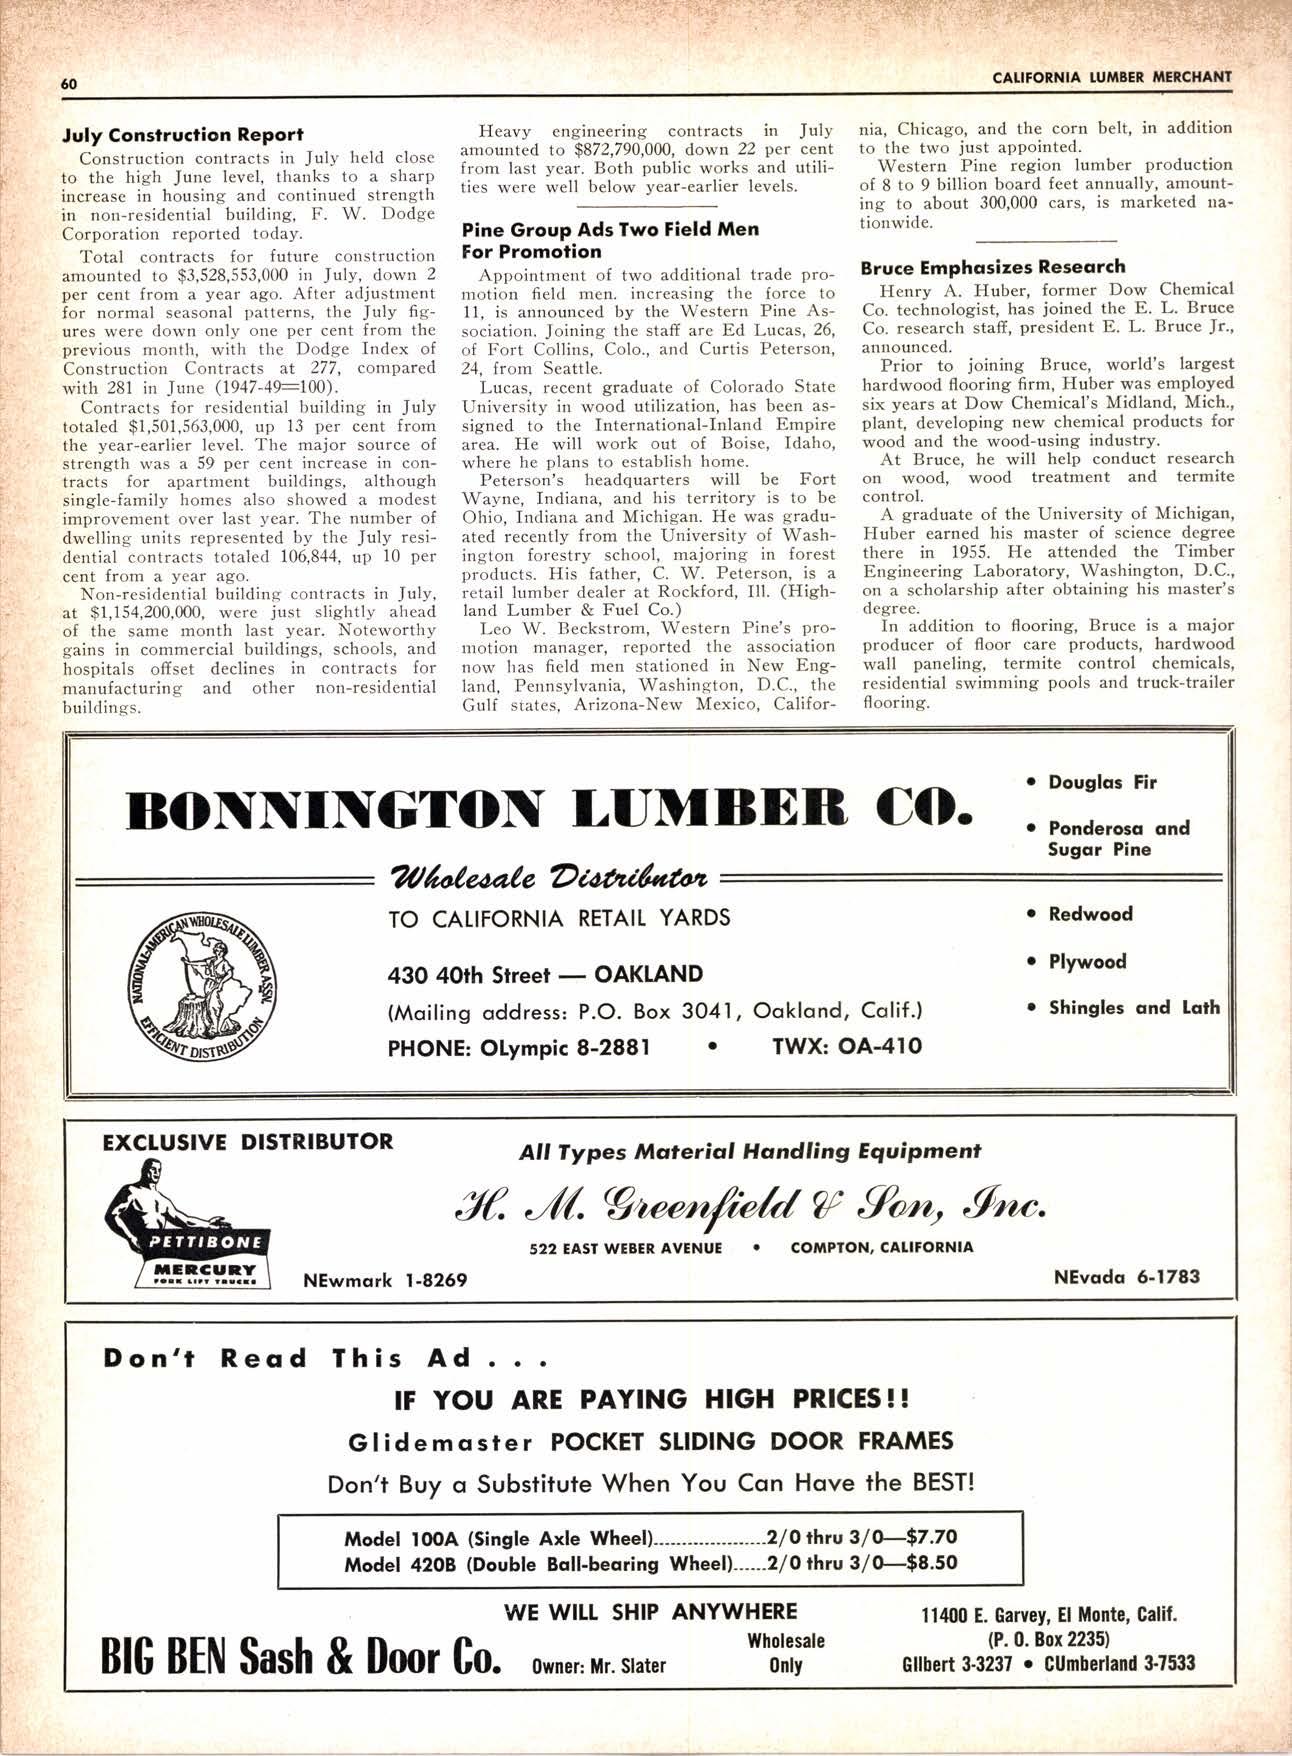 60
CALIFORNIA LUMBER MERCHANT
July Construction Report
Construction contracts in July held close
to the high June level, thanks to a sharp
increase in housing and continued strength
in non-residential building, F. W. Dodge
Corporation reported today.
Total contracts for future construction
amounted to $3,528,553,000 in July, down 2
per cent from a year ago. After adjustment
for normal seasonal patterns, the July fig-
ures were down only one per cent from the
previous month, with the Dodge Index of
Construction Contracts at 277, compared
with 281 in June (1947-49=100).
Contracts for residential building in July
totaled $1,501,563,000, up 13 per cent from
the year-earlier level. The major source of
strength was a 59 per cent increase in con-
tracts for apartment buildings, although
single-family homes also showed a modest
improvement over last year. The number of
dwelling units represented by the July resi-
dential contracts totaled 106,844, up 10 per
cent from a year ago.
Non-residential building contracts in July,
at $1,154,200,000, were just slightly ahead
of the same month last year. Noteworthy
gains in commercial buildings, schools, and
hospitals offset declines in contracts for
manufacturing and other non-residential
buildings.
Heavy engineering contracts in July
amounted to $872,790,000, down 22 per cent
from last year. Both public works and utili-
ties were well below year-earlier levels.
Pine Group Ads Two Field Men
For Promotion
Appointment of two additional trade pro-
motion field men. increasing the force to
11, is announced by the Western Pine As-
sociation. Joining the staff are Ed Lucas, 26,
of Fort Collins, Colo., and Curtis Peterson,
24, from Seattle.
Lucas, recent graduate of Colorado State
University in wood utilization, has been as-
signed to the International-Inland Empire
area. He will work out of Boise, Idaho,
where he plans to establish home.
Peterson's headquarters will be Fort
Wayne, Indiana, and his territory is to be
Ohio, Indiana and Michigan. He was gradu-
ated recently from the University of Wash-
ington forestry school, majoring in forest
products. His father, C. W. Peterson, is a
retail lumber dealer at Rockford, Ill. (High-
land Lumber & Fuel Co.)
Leo W. Beckstrom, Western Pine's pro-
motion manager, reported the association
now has field men stationed in New Eng-
land, Pennsylvania, Washington, D.C., the
Gulf states, Arizona-New Mexico, Califor-
nia, Chicago, and the corn belt, in addition
to the two just appointed.
Western Pine region lumber production
of 8 to 9 billion board feet annually, amount-
ing to about 300,000 cars, is marketed na-
tionwide.
Bruce Emphasizes Research
Henry A. Huber, former Dow Chemical
Co. technologist, has joined the E. L. Bruce
Co. research staff, president E. L. Bruce Jr.,
announced.
Prior to joining Bruce, world's largest
hardwood flooring firm, Huber was employed
six years at Dow Chemical's Midland, Mich.,
plant, developing new chemical products for
wood and the wood-using industry.
At Bruce, he will help conduct research
on wood, wood treatment and termite
control.
A graduate of the University of Michigan,
Huber earned his master of science degree
there in 1955. He attended the Timber
Engineering Laboratory, Washington, D.C.,
on a scholarship after obtaining his master's
degree.
In addition to flooring, Bruce is a major
producer of floor care products, hardwood
wall paneling, termite control chemicals,
residential swimming pools and truck-trailer
flooring.
BONNINGTON LUMBER CO.
Wholesale Distributor
TO CALIFORNIA RETAIL YARDS
430 40th Street — OAKLAND
(Mailing address: P.O. Box 3041, Oakland, Calif.)
PHONE: OLympic 8-2881 • TWX: OA-410
NATIONAL-AMERICAN WHOLESALE LUMBER ASSN.
EFFICIENT DISTRIBUTION
• Douglas Fir
• Ponderosa and
Sugar Pine
• Redwood
• Plywood
• Shingles and Lath
EXCLUSIVE DISTRIBUTOR
PETTIBONE
MERCURY
FORK LIFT TRUCKS
All Types Material Handling Equipment
H. M. Greenfield & Son, Inc.
522 EAST WEBER AVENUE • COMPTON, CALIFORNIA
NEwmark 1-8269
NEvada 6-1783
Don't Read This Ad . . .
IF YOU ARE PAYING HIGH PRICES!!
Glidemaster POCKET SLIDING DOOR FRAMES
Don't Buy a Substitute When You Can Have the BEST!
Model 100A (Single Axle Wheel)....................2/0 thru 3/0—$7.70
Model 420B (Double Ball-bearing Wheel)......2/0 thru 3/0—$8.50
WE WILL SHIP ANYWHERE
BIG BEN Sash & Door Co.
Owner: Mr. Slater
Wholesale
Only
11400 E. Garvey, El Monte, Calif.
(P. O. Box 2235)
GIlbert 3-3237 • CUmberland 3-7533